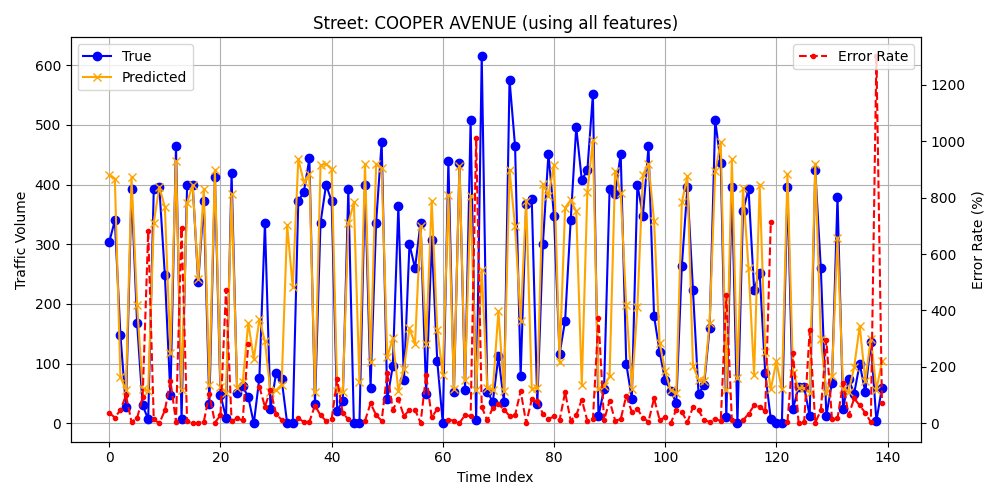 Street: COOPER AVENUE (using all features)
True
Predicted
Error Rate
600
500
400
300
200
100
0
1200
1000
800
600
400
200
0
Traffic Volume
Error Rate (%)
0 20 40 60 80 100 120 140
Time Index